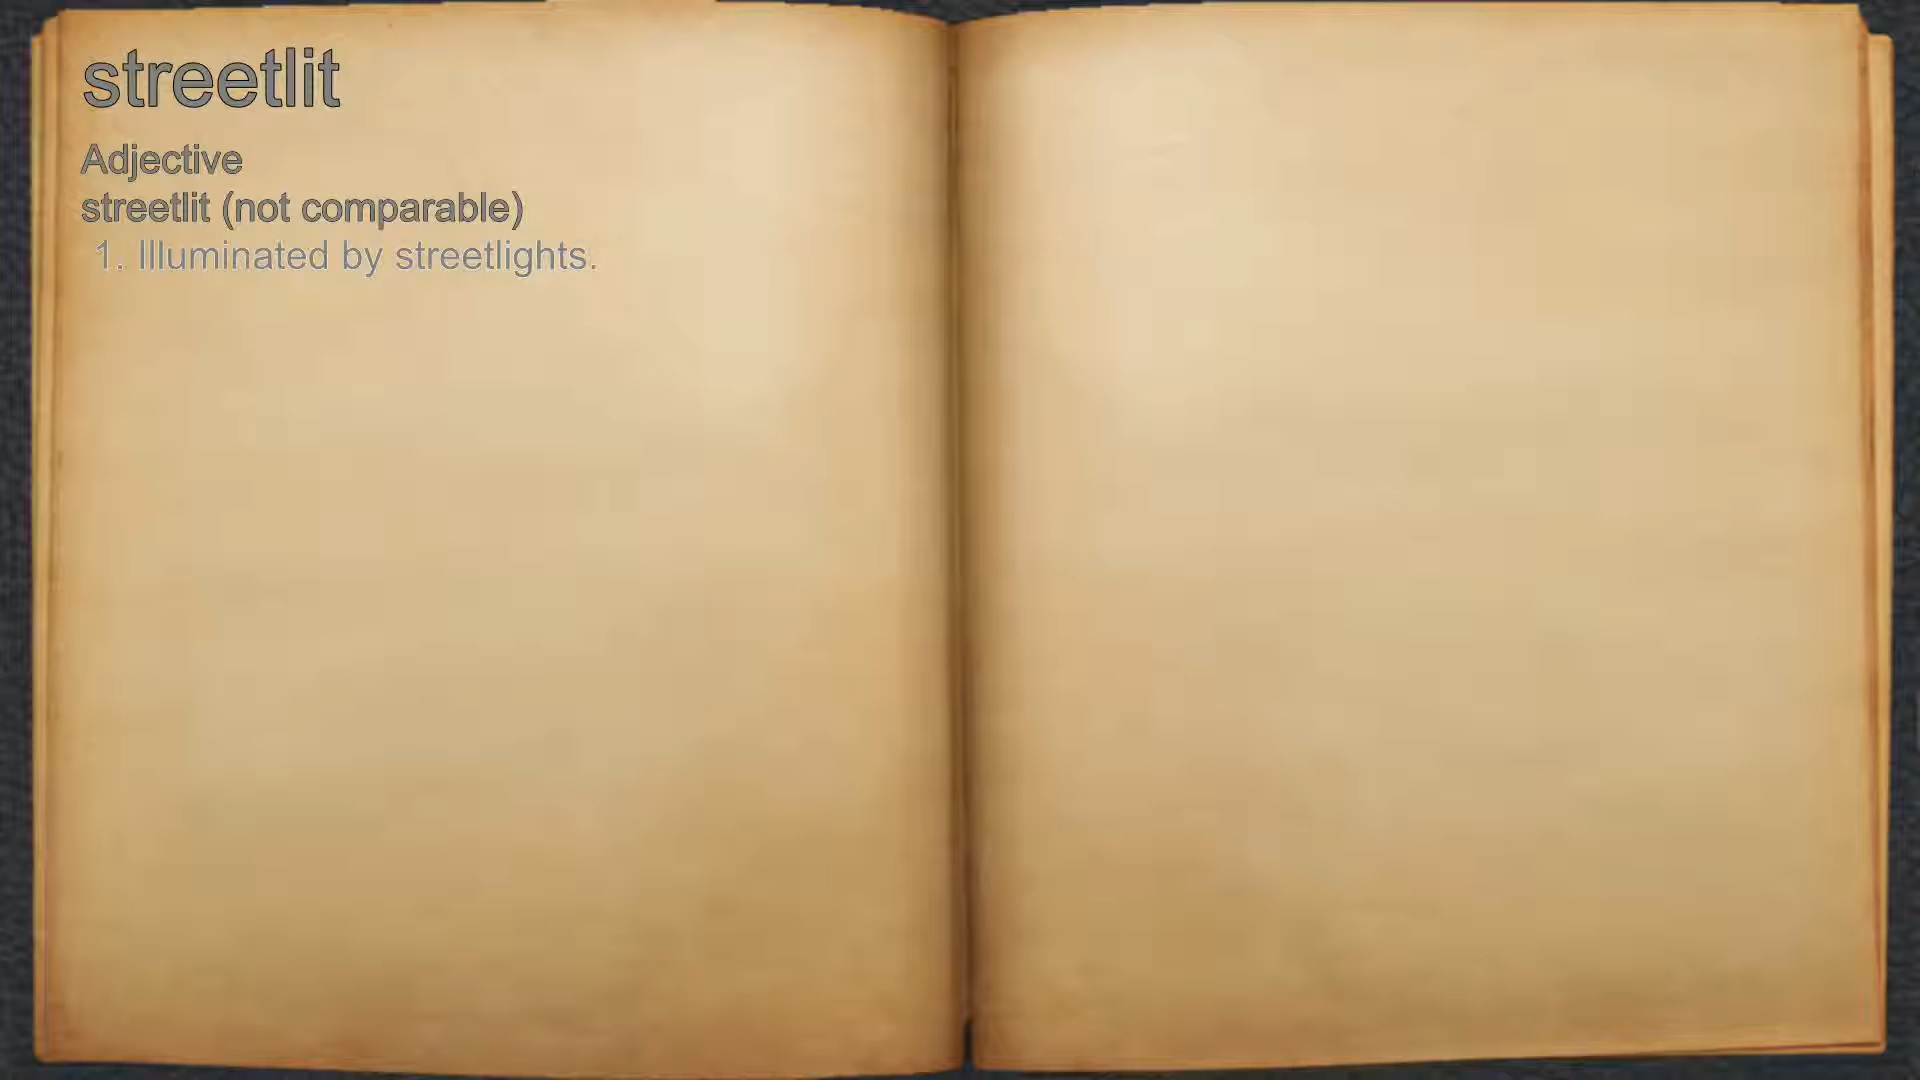 streetlit
Adjective
streetlit (not comparable)
1. Illuminated by streetlights.